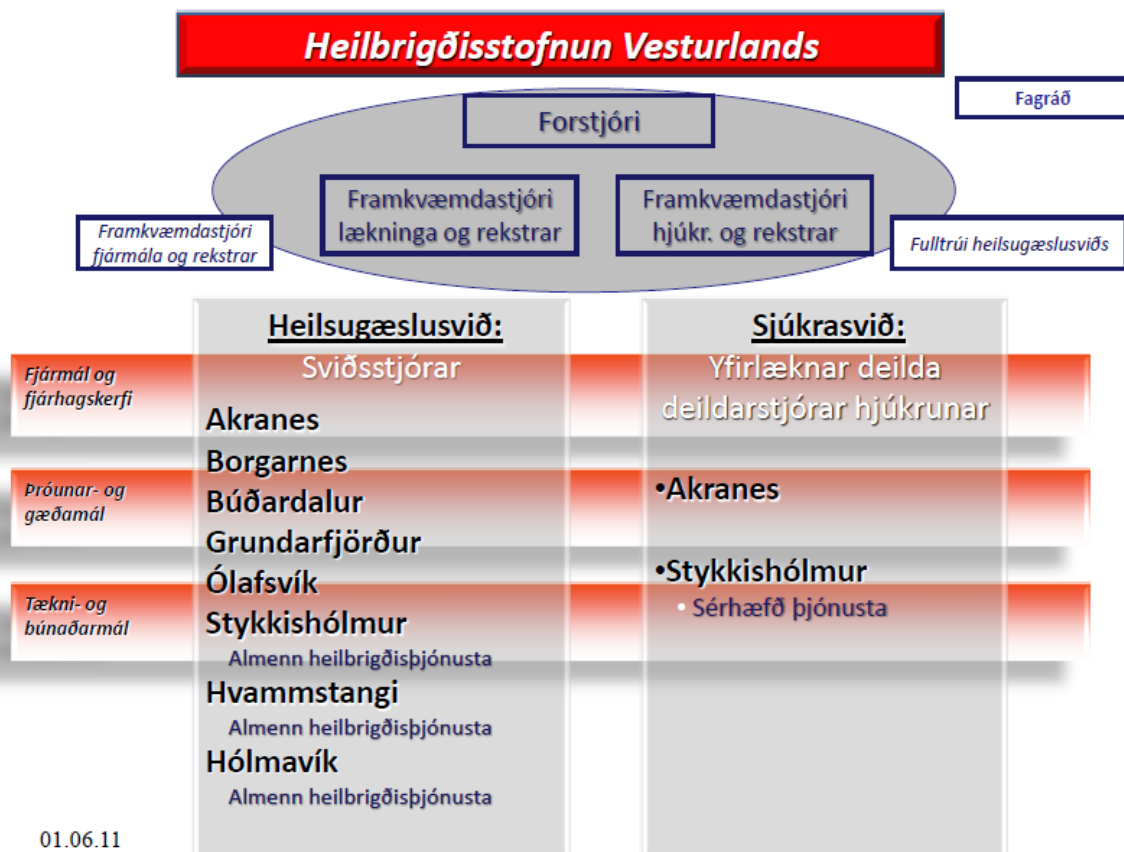 Heilbrigðisstofnun Vesturlands
Fagráð
Forstjóri
Framkvæmdastjóri
lækninga og rekstrar
Framkvæmdastjóri
hjúkr. og rekstrar
Framkvæmdastjóri
fjármála og rekstrar
Fulltrúi heilsugæslusviðs
Heilsugæslusvið:
Sviðsstjórar
Akranes
Borgarnes
Búðardalur
Grundarfjörður
Ólafsvík
Stykkishólmur
Almenn heilbrigðisþjónusta
Hvammstangi
Almenn heilbrigðisþjónusta
Hólmavík
Almenn heilbrigðisþjónusta
Sjúkrasvið:
Yfirlæknar deilda
deildarstjórar hjúkrunar
•Akranes
•Stykkishólmur
• Sérhæfð þjónusta
Fjármál og
fjárhagskerfi
Þróunar- og
gæðamál
Tækni- og
búnaðarmál
01.06.11